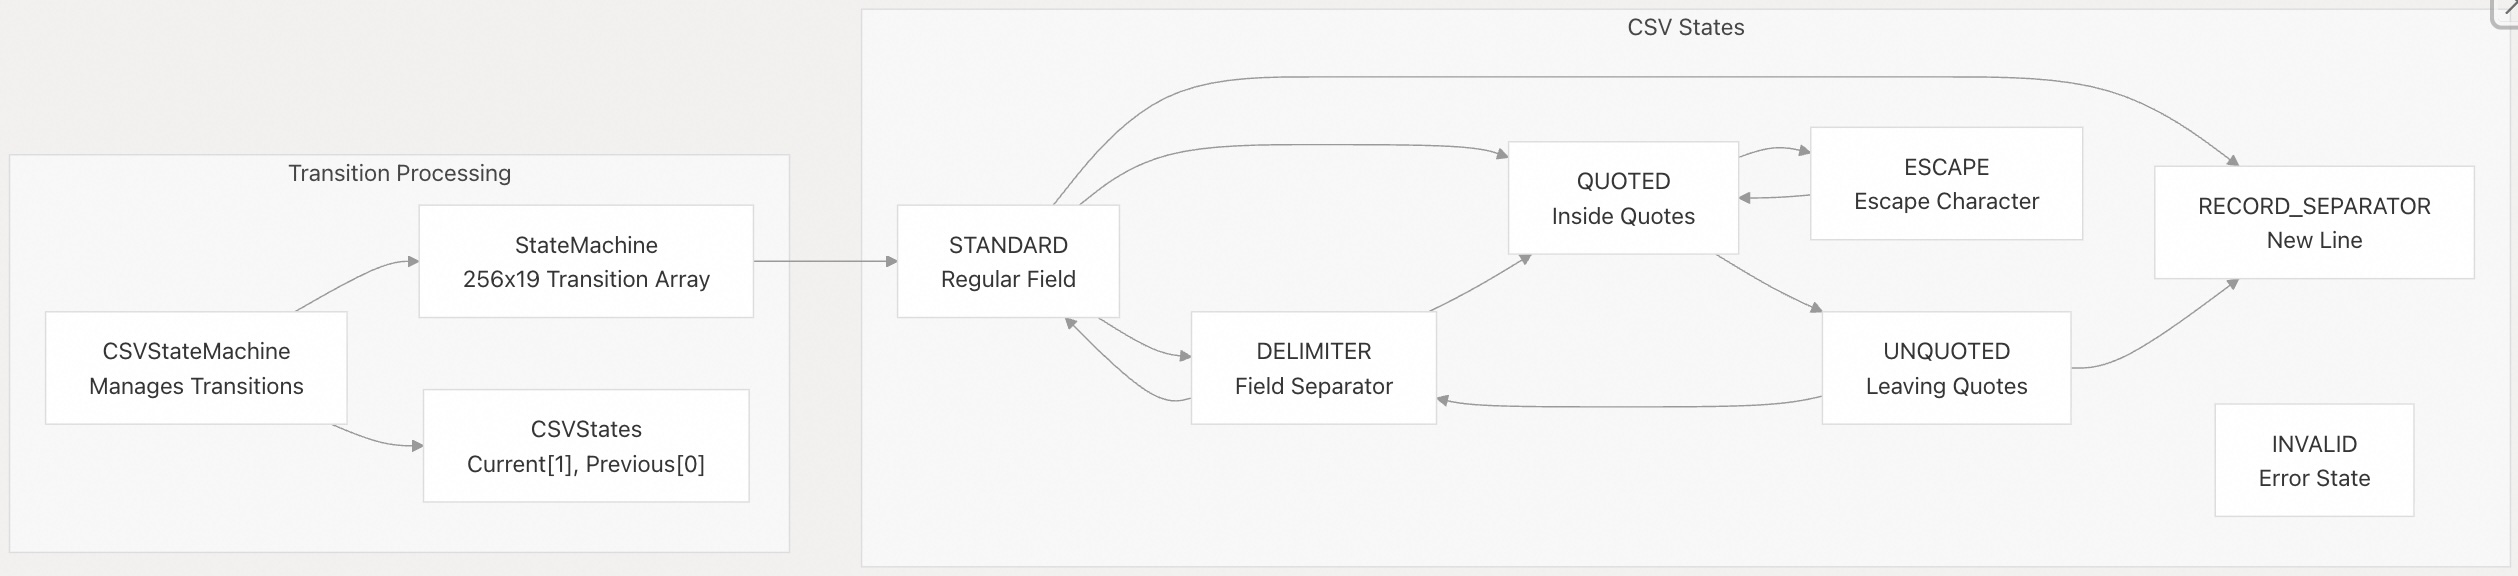 Transition Processing
CSVStateMachine
Manages Transitions
StateMachine
256x19 Transition Array
CSVStates
Current[1], Previous[0]
CSV States
STANDARD
Regular Field
DELIMITER
Field Separator
QUOTED
Inside Quotes
ESCAPE
Escape Character
UNQUOTED
Leaving Quotes
RECORD_SEPARATOR
New Line
INVALID
Error State